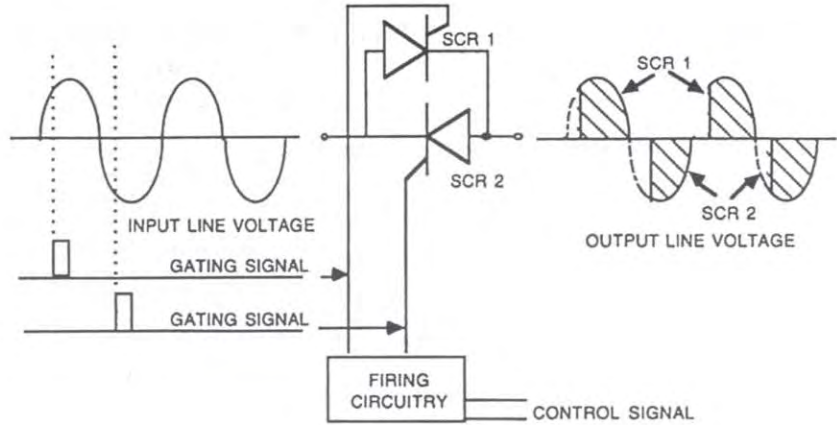 SCR 1
SCR 1
SCR 2
SCR 2
INPUT LINE VOLTAGE
OUTPUT LINE VOLTAGE
GATING SIGNAL
GATING SIGNAL
FIRING
CIRCUITRY
CONTROL SIGNAL